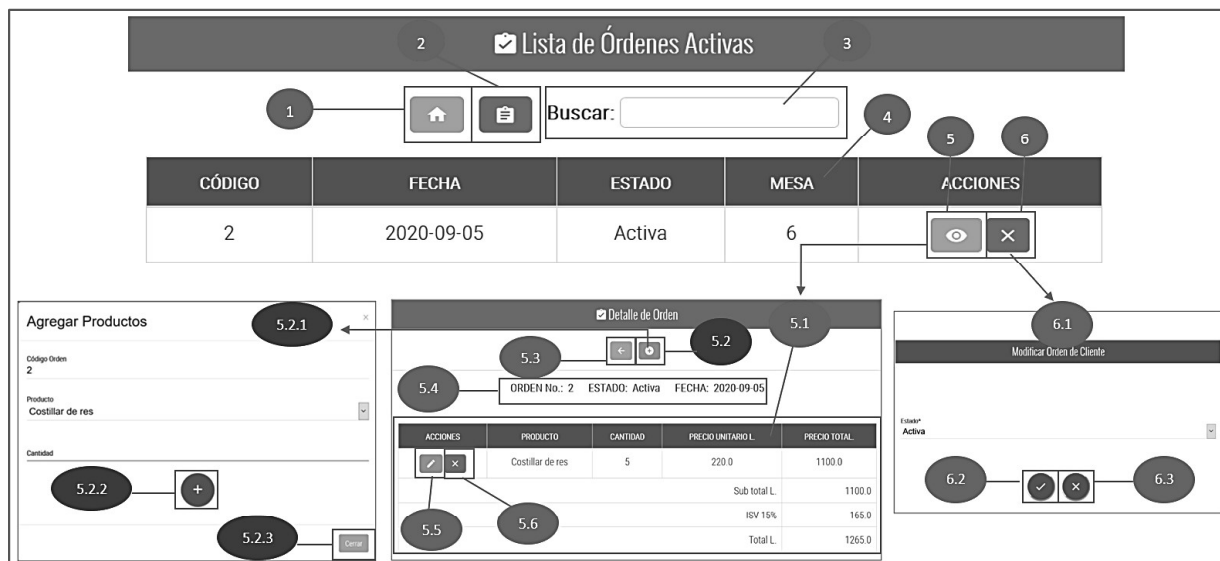 2
Lista de Órdenes Activas
3
1
Buscar:
4
5
6
CÓDIGO FECHA ESTADO MESA ACCIONES
2 2020-09-05 Activa 6
Agregar Productos
×
5.2.1
Código Orden
2
Producto
Costillar de res
Cantidad
5.2.2
+
5.2.3
Cerrar
Detalle de Orden
5.1
5.3
5.2
5.4
ORDEN No.: 2 ESTADO: Activa FECHA: 2020-09-05
ACCIONES PRODUCTO CANTIDAD PRECIO UNITARIO L. PRECIO TOTAL.
Costillar de res 5 220.0 1100.0
Sub total L. 1100.0
ISV 15% 165.0
Total L. 1265.0
5.5
5.6
6.1
Modificar Orden de Cliente
Estado*
Activa
6.2
6.3